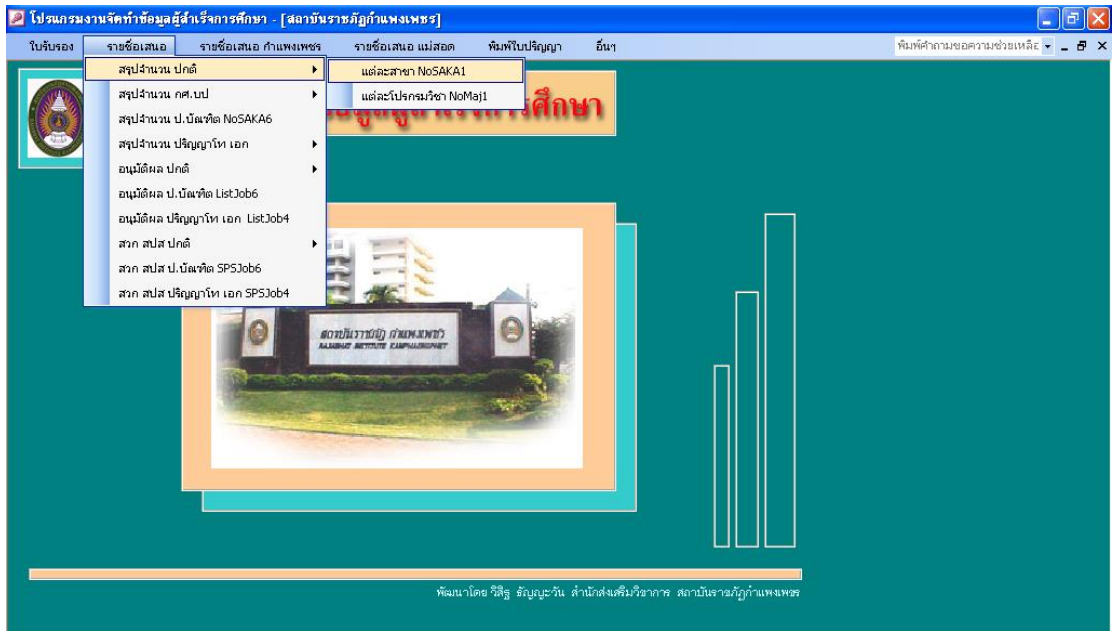 โปรแกรมงานจัดทำข้อมูลผู้สำเร็จการศึกษา - [สถาบันราชภัฏกำแพงเพชร]
ใบรับรอง รายชื่อเสนอ รายชื่อเสนอ กำแพงเพชร รายชื่อเสนอ แม่สอด พิมพ์ใบปริญญา อื่นๆ พิมพ์คำถามขอความช่วยเหลือ
สรุปจำนวน ปกติ
แต่ละสาขา NoSAKA1
สรุปจำนวน กศ.บป
แต่ละโปรกรมวิชา NoMaj1
ศึกษา
สรุปจำนวน ป.บัณฑิต NoSAKA6
สรุปจำนวน ปริญญาโท เอก
อนุมัติผล ปกติ
อนุมัติผล ป.บัณฑิต ListJob6
อนุมัติผล ปริญญาโท เอก ListJob4
สวก สปส ปกติ
สวก สปส ป.บัณฑิต SPSJob6
สวก สปส ปริญญาโท เอก SPSJob4
สถาบันราชภัฏ กำแพงเพชร
RAJABHAT INSTITUTE KAMPHAENGPHET
พัฒนาโดย วิสิฐ ธัญญะวัน สำนักส่งเสริมวิชาการ สถาบันราชภัฏกำแพงเพชร